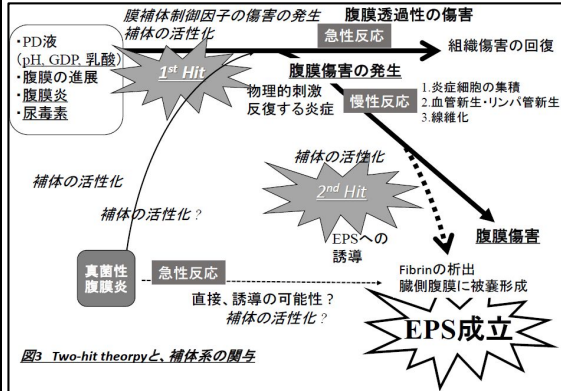 膜補体制御因子の傷害の発生
補体の活性化
腹膜透過性の傷害
急性反応
組織傷害の回復
・PD液
(pH, GDP, 乳酸)
・腹膜の進展
・腹膜炎
・尿毒素
1st Hit
腹膜傷害の発生
物理的刺激
反復する炎症
慢性反応
1.炎症細胞の集積
2.血管新生・リンパ管新生
3.線維化
補体の活性化
補体の活性化
2nd Hit
補体の活性化？
EPSへの
誘導
腹膜傷害
真菌性
腹膜炎
急性反応
直接、誘導の可能性？
補体の活性化？
Fibrinの析出
臓側腹膜に被嚢形成
EPS成立
図3 Two-hit theorpyと、補体系の関与